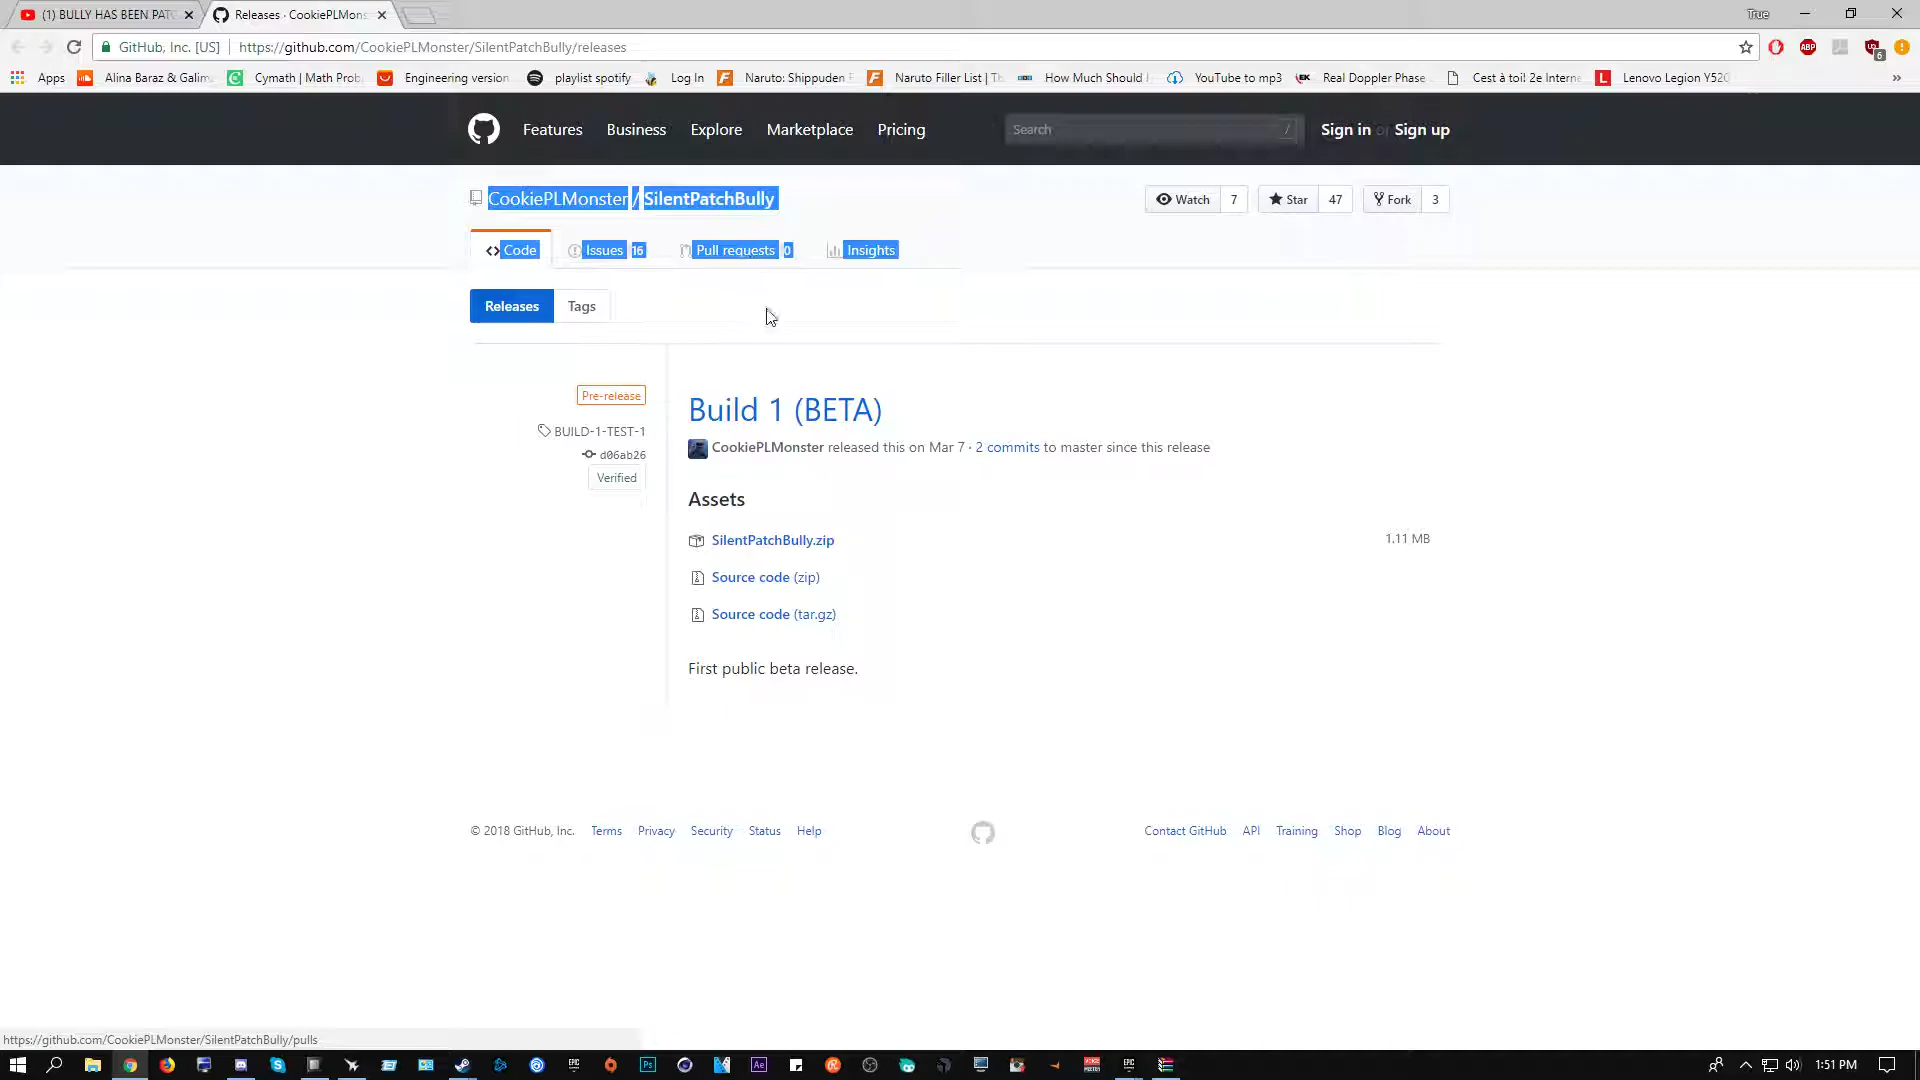 (1) BULLY HAS BEEN PAT
Releases · CookiePLMons
True
GitHub, Inc. [US]
https://github.com/CookiePLMonster/SilentPatchBully/releases
Apps
Alina Baraz & Galim
Cymath | Math Prob
Engineering version
playlist spotify
Log In
Naruto: Shippuden
Naruto Filler List | Th
How Much Should
YouTube to mp3
Real Doppler Phase
Cest à toi! 2e Interne
Lenovo Legion Y520
»
Features
Business
Explore
Marketplace
Pricing
Search
/
Sign in or Sign up
CookiePLMonster / SilentPatchBully
Watch 7
Star 47
Fork 3
Code
Issues 16
Pull requests 0
Insights
Releases
Tags
Pre-release
BUILD-1-TEST-1
d06ab26
Verified
Build 1 (BETA)
CookiePLMonster released this on Mar 7 · 2 commits to master since this release
Assets
SilentPatchBully.zip
1.11 MB
Source code (zip)
Source code (tar.gz)
First public beta release.
© 2018 GitHub, Inc.
Terms
Privacy
Security
Status
Help
Contact GitHub
API
Training
Shop
Blog
About
https://github.com/CookiePLMonster/SilentPatchBully/pulls
1:51 PM